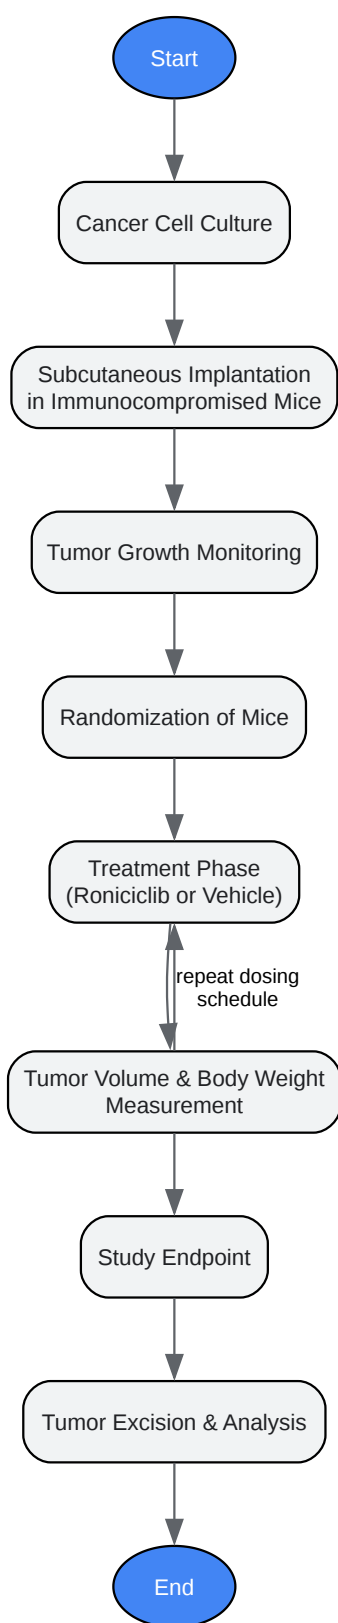 Start
Cancer Cell Culture
Subcutaneous Implantation
in Immunocompromised Mice
Tumor Growth Monitoring
Randomization of Mice
Treatment Phase
(Roniciclib or Vehicle)
repeat dosing
schedule
Tumor Volume & Body Weight
Measurement
Study Endpoint
Tumor Excision & Analysis
End